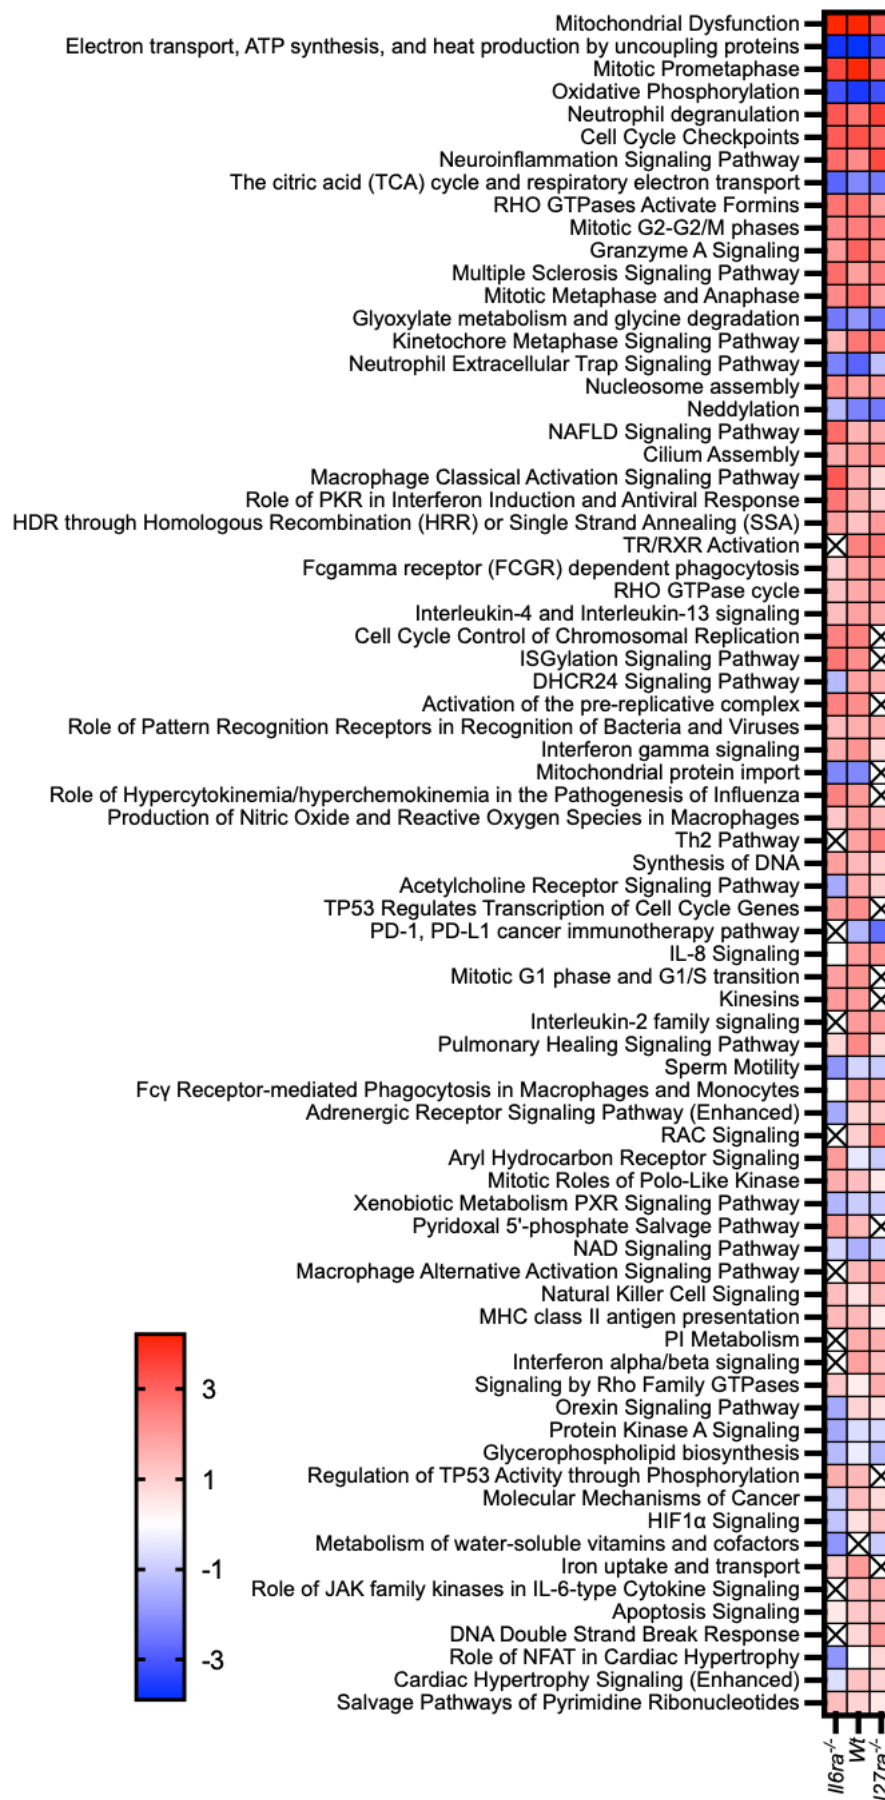 Mitochondrial Dysfunction
Electron transport, ATP synthesis, and heat production by uncoupling proteins
Mitotic Prometaphase
Oxidative Phosphorylation
Neutrophil degranulation
Cell Cycle Checkpoints
Neuroinflammation Signaling Pathway
The citric acid (TCA) cycle and respiratory electron transport
RHO GTPases Activate Formins
Mitotic G2-G2/M phases
Granzyme A Signaling
Multiple Sclerosis Signaling Pathway
Mitotic Metaphase and Anaphase
Glyoxylate metabolism and glycine degradation
Kinetochore Metaphase Signaling Pathway
Neutrophil Extracellular Trap Signaling Pathway
Nucleosome assembly
Neddylation
NAFLD Signaling Pathway
Cilium Assembly
Macrophage Classical Activation Signaling Pathway
Role of PKR in Interferon Induction and Antiviral Response
HDR through Homologous Recombination (HRR) or Single Strand Annealing (SSA)
TR/RXR Activation
Fcgamma receptor (FCGR) dependent phagocytosis
RHO GTPase cycle
Interleukin-4 and Interleukin-13 signaling
Cell Cycle Control of Chromosomal Replication
ISGylation Signaling Pathway
DHCR24 Signaling Pathway
Activation of the pre-replicative complex
Role of Pattern Recognition Receptors in Recognition of Bacteria and Viruses
Interferon gamma signaling
Mitochondrial protein import
Role of Hypercytokinemia/hyperchemokinemia in the Pathogenesis of Influenza
Production of Nitric Oxide and Reactive Oxygen Species in Macrophages
Th2 Pathway
Synthesis of DNA
Acetylcholine Receptor Signaling Pathway
TP53 Regulates Transcription of Cell Cycle Genes
PD-1, PD-L1 cancer immunotherapy pathway
IL-8 Signaling
Mitotic G1 phase and G1/S transition
Kinesins
Interleukin-2 family signaling
Pulmonary Healing Signaling Pathway
Sperm Motility
Fcγ Receptor-mediated Phagocytosis in Macrophages and Monocytes
Adrenergic Receptor Signaling Pathway (Enhanced)
RAC Signaling
Aryl Hydrocarbon Receptor Signaling
Mitotic Roles of Polo-Like Kinase
Xenobiotic Metabolism PXR Signaling Pathway
Pyridoxal 5'-phosphate Salvage Pathway
NAD Signaling Pathway
Macrophage Alternative Activation Signaling Pathway
Natural Killer Cell Signaling
MHC class II antigen presentation
PI Metabolism
Interferon alpha/beta signaling
Signaling by Rho Family GTPases
Orexin Signaling Pathway
Protein Kinase A Signaling
Glycerophospholipid biosynthesis
Regulation of TP53 Activity through Phosphorylation
Molecular Mechanisms of Cancer
HIF1α Signaling
Metabolism of water-soluble vitamins and cofactors
Iron uptake and transport
Role of JAK family kinases in IL-6-type Cytokine Signaling
Apoptosis Signaling
DNA Double Strand Break Response
Role of NFAT in Cardiac Hypertrophy
Cardiac Hypertrophy Signaling (Enhanced)
Salvage Pathways of Pyrimidine Ribonucleotides
3
1
-1
-3
Il6ra-/-
Wt
l27ra-/-